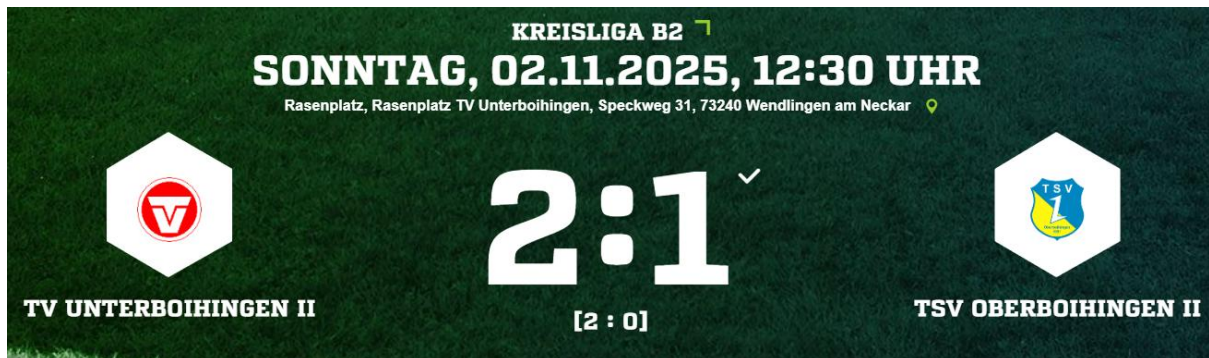 KREISLIGA B2
SONNTAG, 02.11.2025, 12:30 UHR
Rasenplatz, Rasenplatz TV Unterboihingen, Speckweg 31, 73240 Wendlingen am Neckar
TV
TSV
2:1
TV UNTERBOIHINGEN II
[2 : 0]
TSV OBERBOIHINGEN II